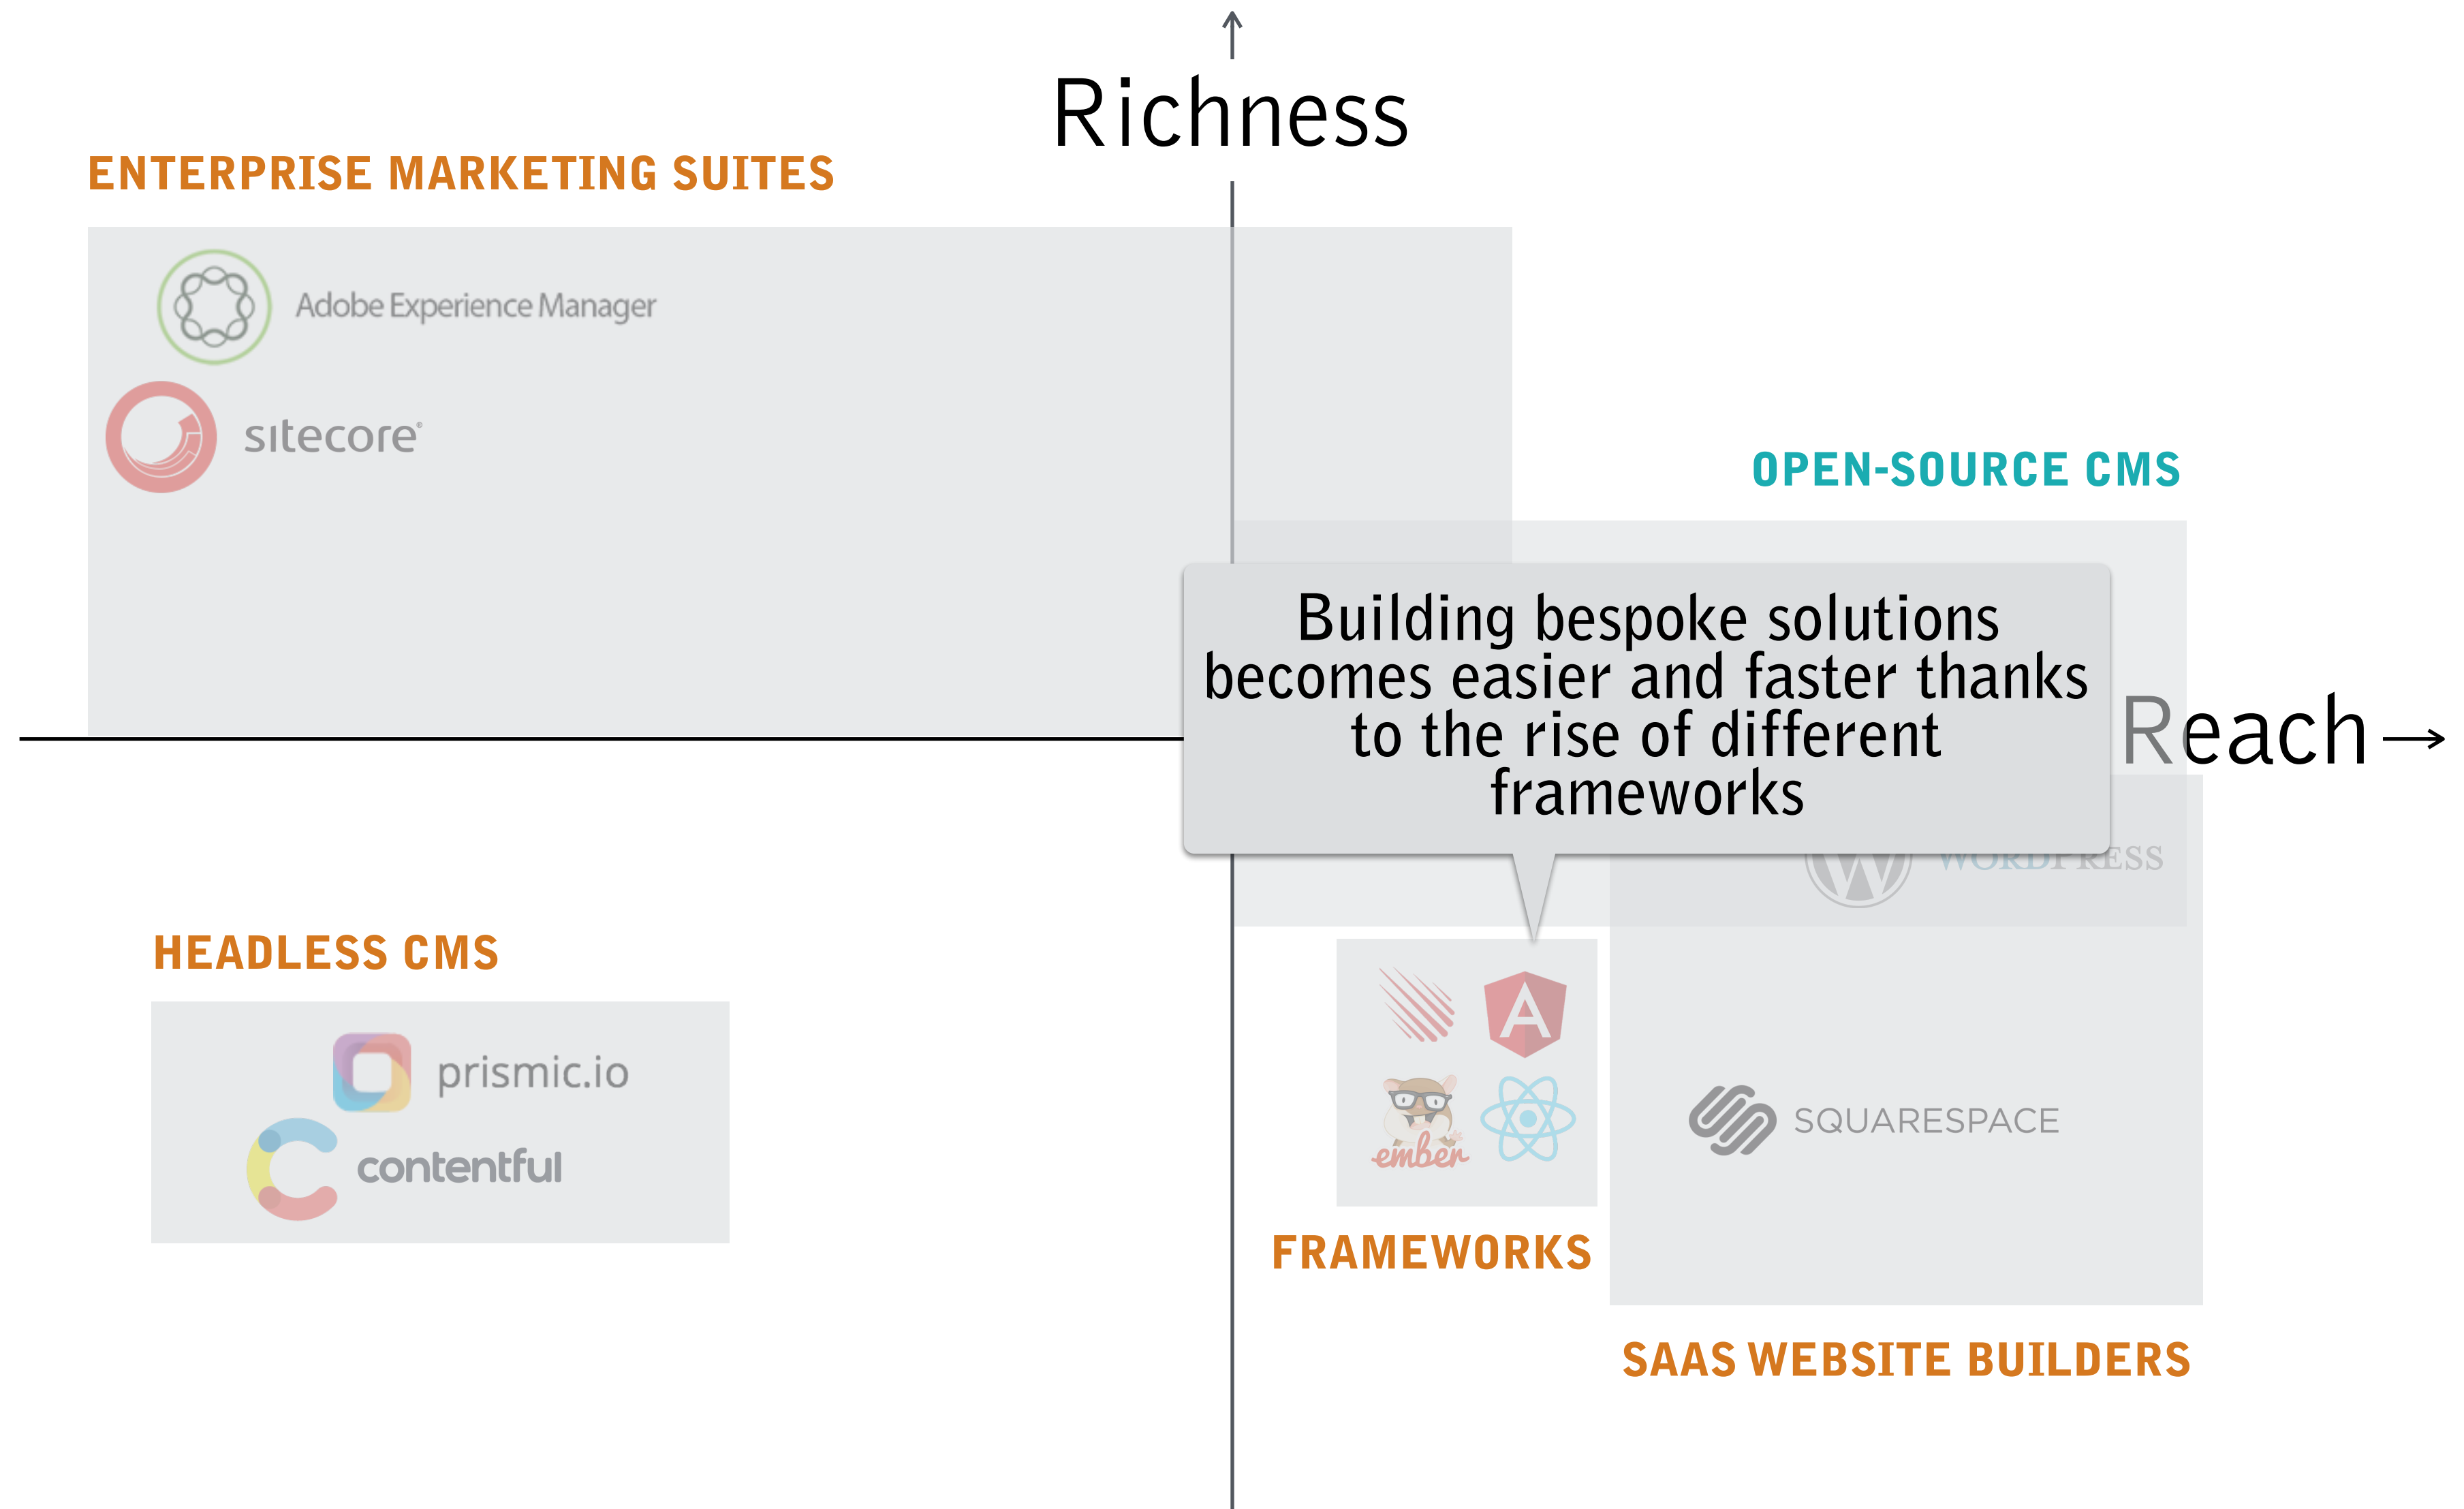 Richness
ENTERPRISE MARKETING SUITES
Adobe Experience Manager
sitecore®
OPEN-SOURCE CMS
Building bespoke solutions
becomes easier and faster thanks
to the rise of different
frameworks
Reach
WORDPRESS
HEADLESS CMS
prismic.io
contentful
A
ember
SQUARESPACE
FRAMEWORKS
SAAS WEBSITE BUILDERS